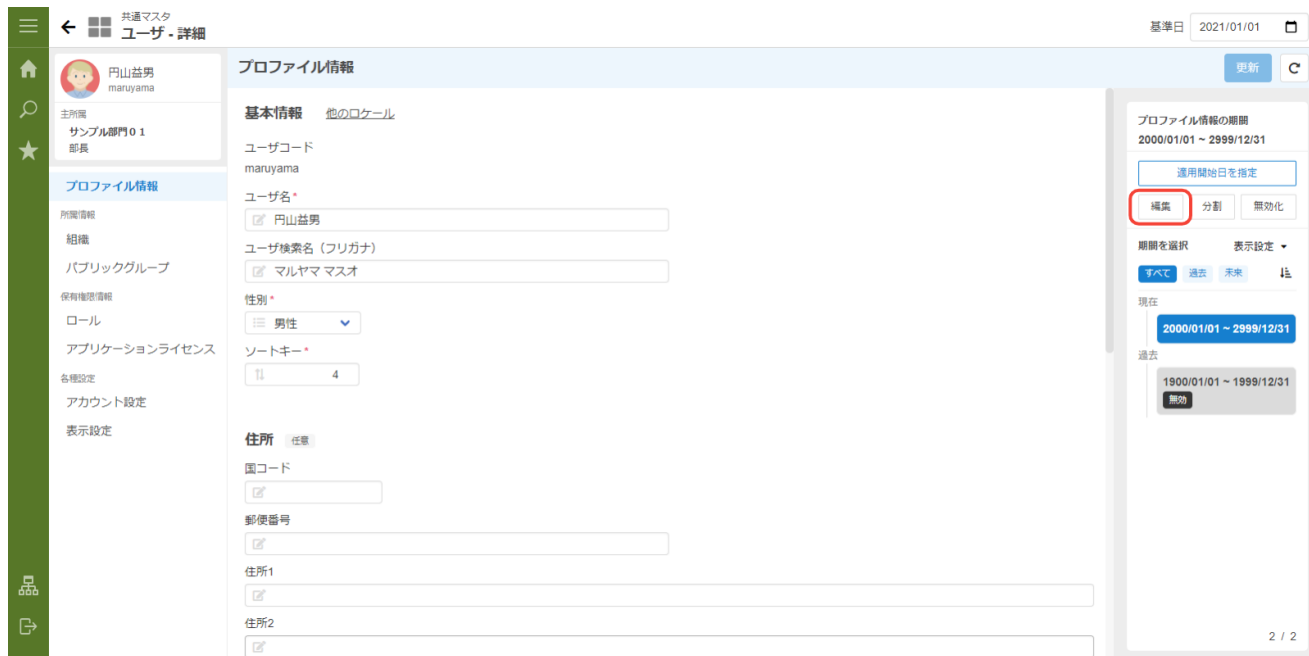 共通マスタ
ユーザ - 詳細
基準日 2021/01/01
円山益男
maruyama
主所属
サンプル部門０１
部長
プロファイル情報
所属情報
組織
パブリックグループ
保有権限情報
ロール
アプリケーションライセンス
各種設定
アカウント設定
表示設定
プロファイル情報
更新
基本情報 他のロケール
ユーザコード
maruyama
ユーザ名*
円山益男
ユーザ検索名（フリガナ）
マルヤマ マスオ
性別*
男性
ソートキー*
4
住所 任意
国コード
郵便番号
住所1
住所2
プロファイル情報の期間
2000/01/01 ~ 2999/12/31
適用開始日を指定
編集 分割 無効化
期間を選択 表示設定
すべて 過去 未来
現在
2000/01/01 ~ 2999/12/31
過去
1900/01/01 ~ 1999/12/31
無効
2 / 2